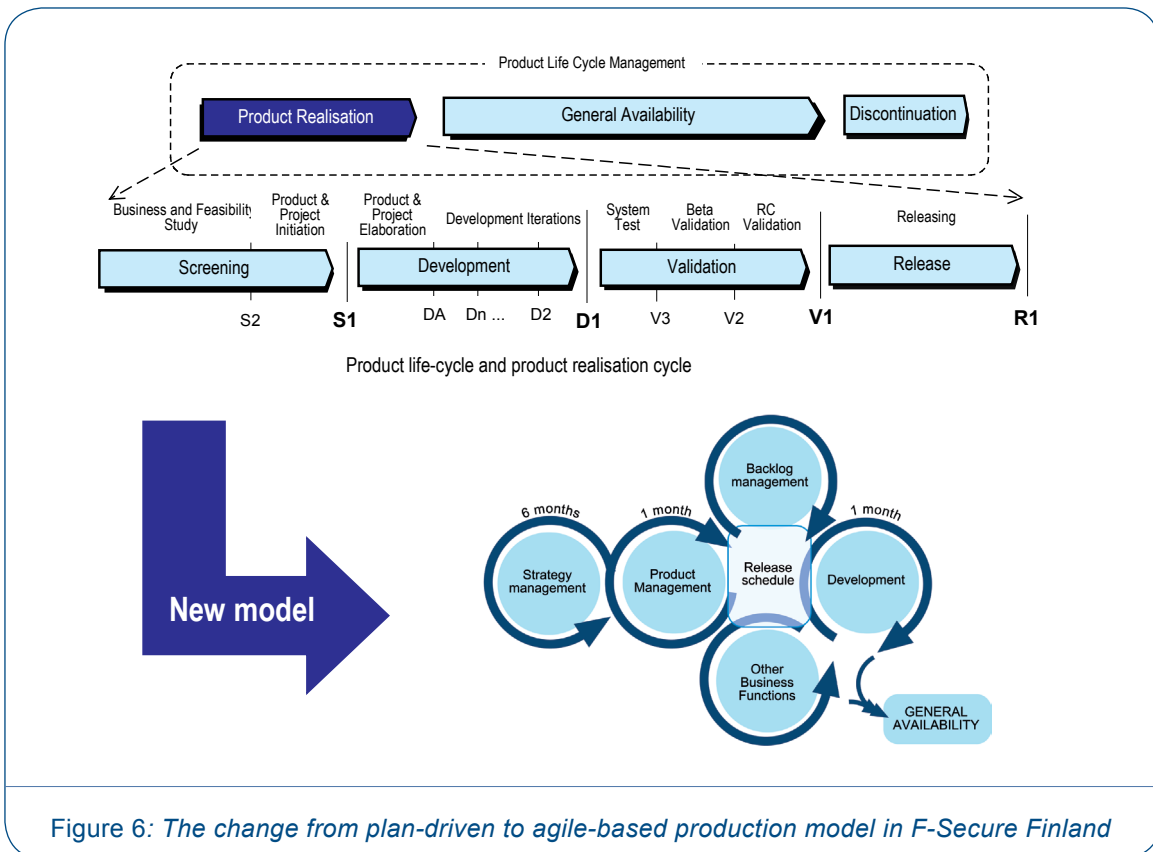 Product Life Cycle Management
Product Realisation
General Availability
Discontinuation
Business and Feasibility
Study
Product &
Project
Initiation
Product &
Project
Elaboration
Development Iterations
System
Test
Beta
Validation
RC
Validation
Releasing
Screening
Development
Validation
Release
S2
S1
DA
Dn ...
D2
D1
V3
V2
V1
R1
Product life-cycle and product realisation cycle
New model
Backlog
management
6 months
1 month
1 month
Strategy
management
Product
Management
Release
schedule
Development
Other
Business
Functions
GENERAL
AVAILABILITY
Figure 6: The change from plan-driven to agile-based production model in F-Secure Finland